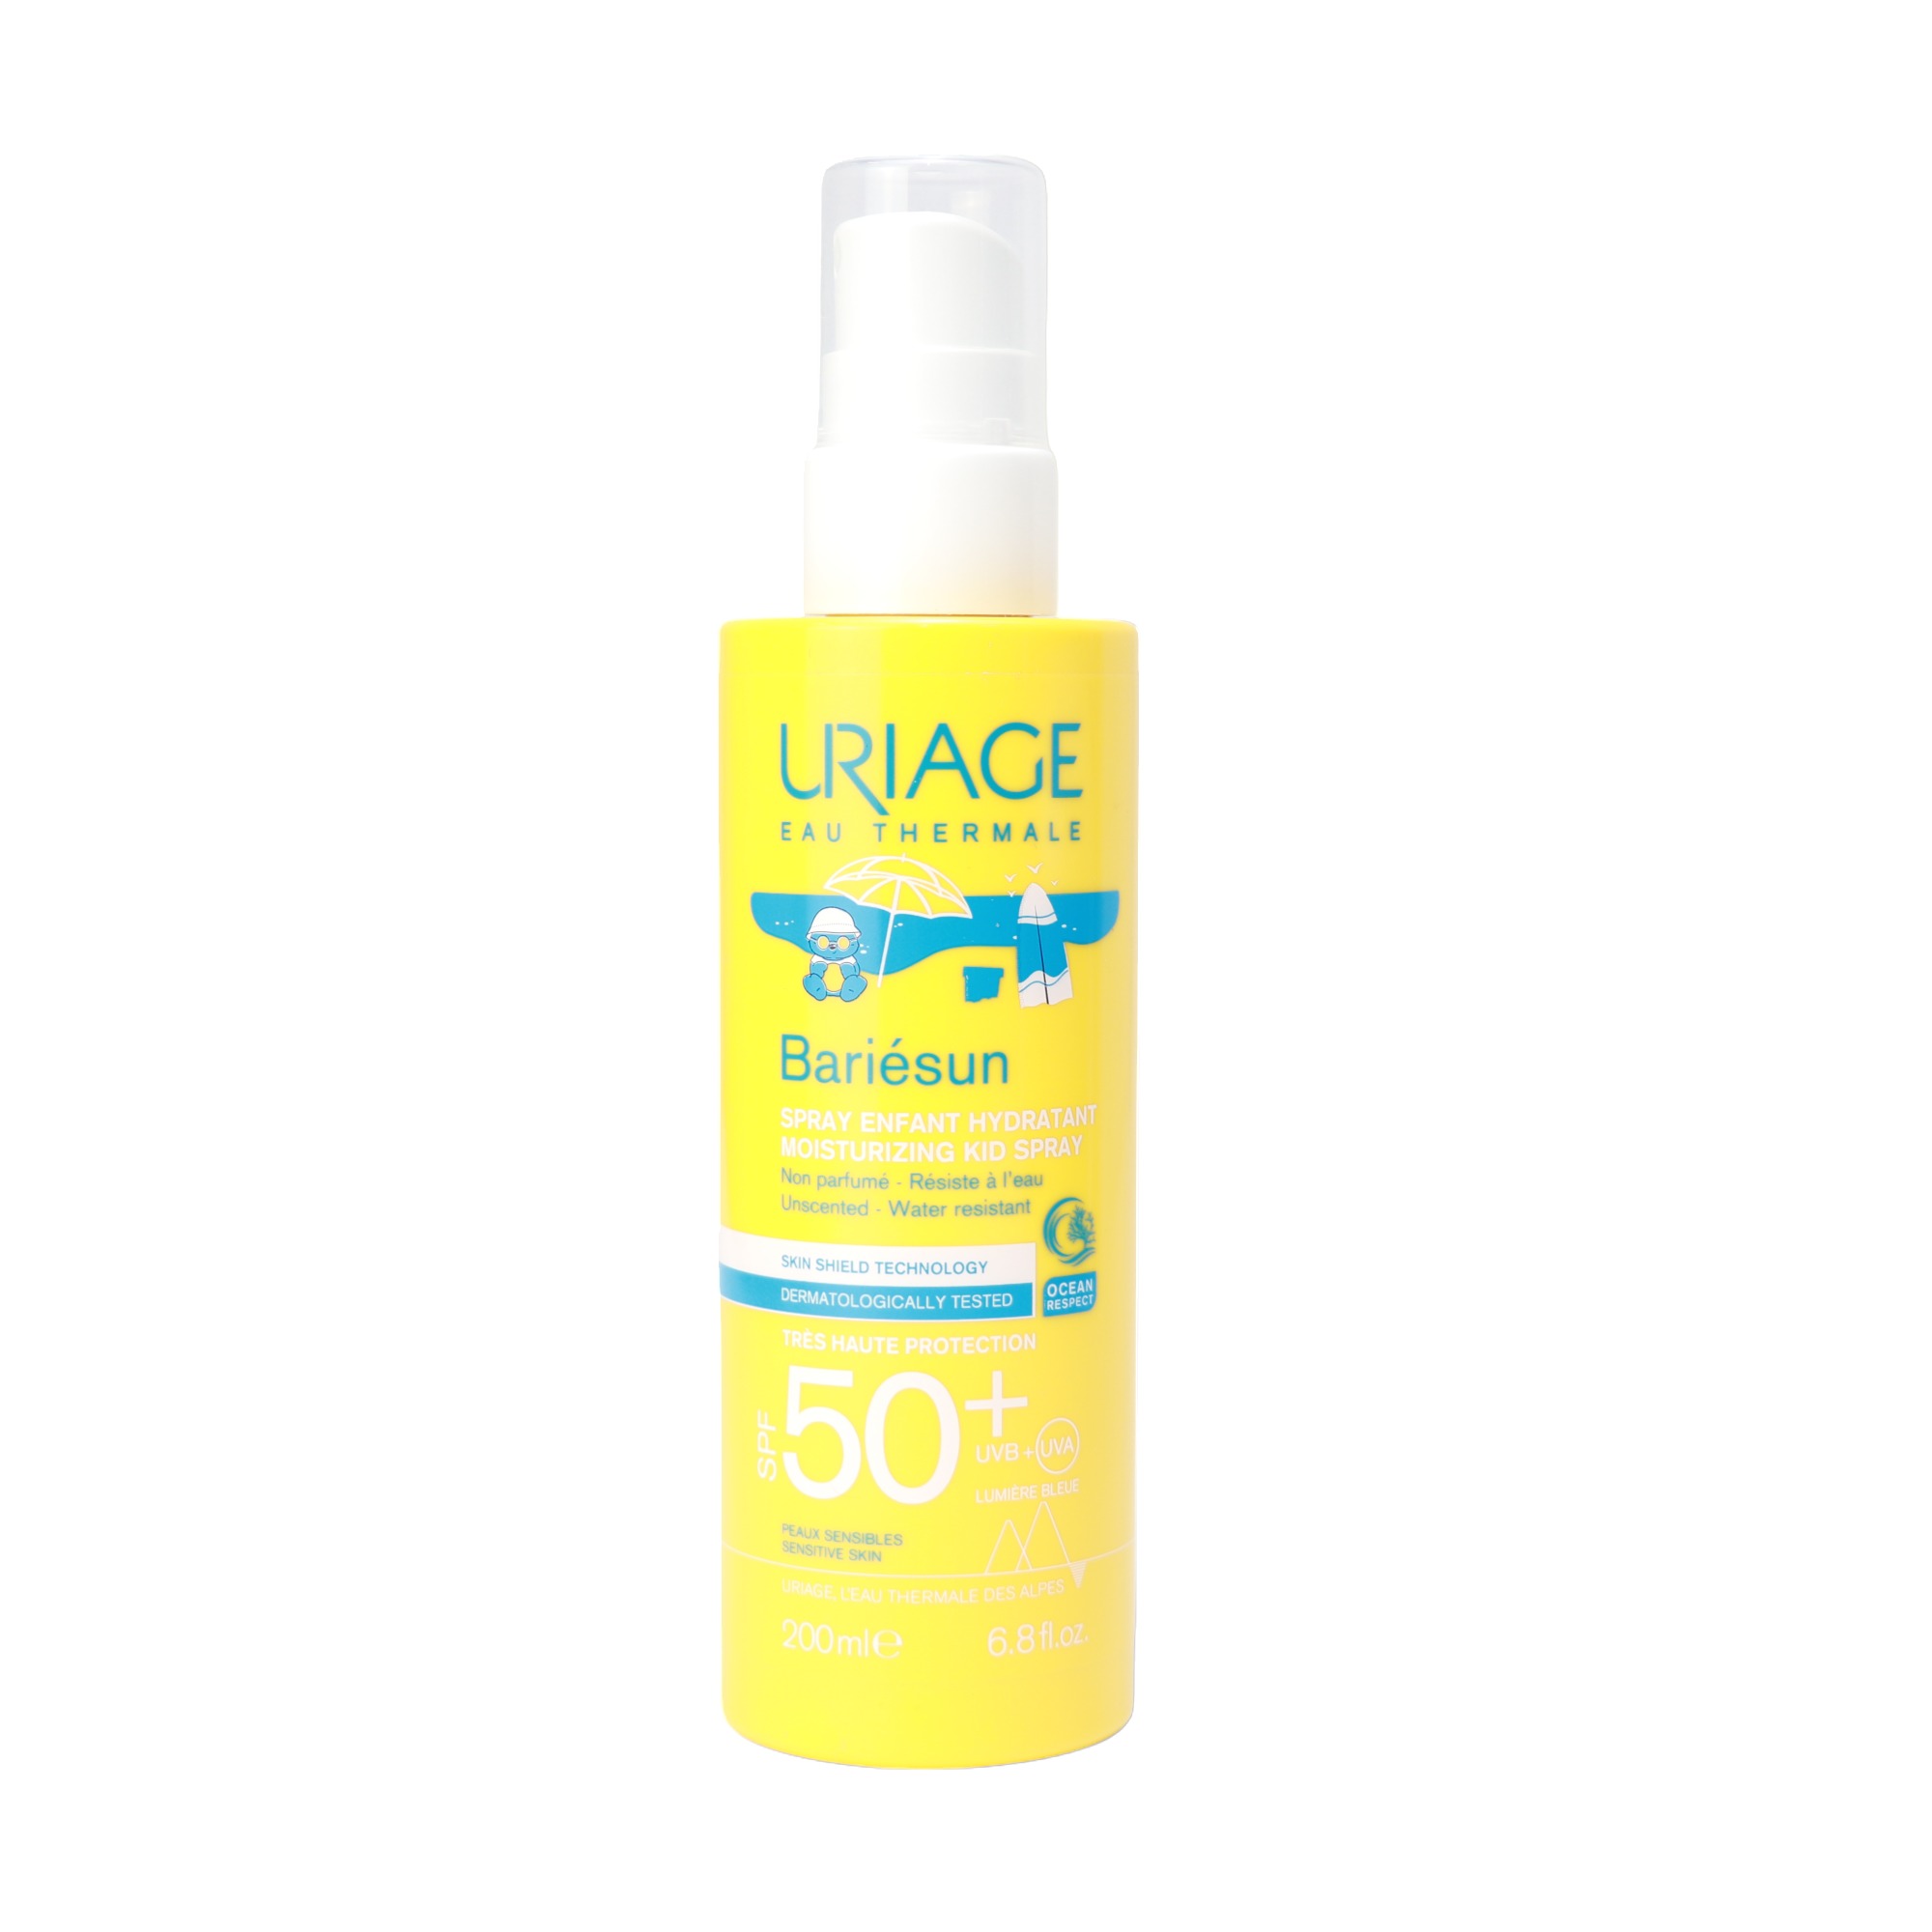 URIAGE
EAU THERMALE
Bariésun
SPRAY ENFANT HYDRATANT
MOISTURIZING KID SPRAY
Non parfumé - Résiste à l'eau
Unscented - Water resistant
SKIN SHIELD TECHNOLOGY
DERMATOLOGICALLY TESTED
OCEAN
RESPECT
TRÈS HAUTE PROTECTION
SPF 50+
UVB + UVA
LUMIÈRE BLEUE
PEAUX SENSIBLES
SENSITIVE SKIN
URIAGE, L'EAU THERMALE DES ALPES
200 ml ℮ 6.8 fl.oz.